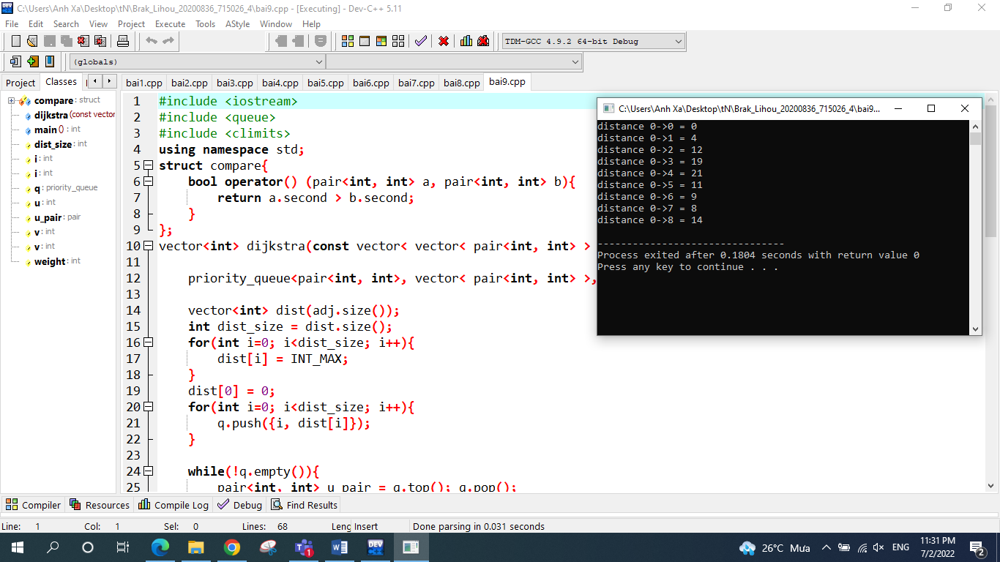 C:\Users\Anh Xa\Desktop\tN\Brak_Lihou_20200836_715026_4\bai9.cpp - [Executing] - Dev-C++ 5.11
File Edit Search View Project Execute Tools AStyle Window Help
TDM-GCC 4.9.2 64-bit Debug
(globals)
Project Classes
compare : struct
dijkstra (const vector
main () : int
dist_size : int
i : int
i : int
q : priority_queue
u : int
u_pair : pair
v : int
v : int
weight : int
bai1.cpp bai2.cpp bai3.cpp bai4.cpp bai5.cpp bai6.cpp bai7.cpp bai8.cpp bai9.cpp
1 #include <iostream>
2 #include <queue>
3 #include <climits>
4 using namespace std;
5 struct compare{
6 bool operator() (pair<int, int> a, pair<int, int> b){
7 return a.second > b.second;
8 }
9 };
10 vector<int> dijkstra(const vector< vector< pair<int, int> >
11
12 priority_queue<pair<int, int>, vector< pair<int, int> >,
13
14 vector<int> dist(adj.size());
15 int dist_size = dist.size();
16 for(int i=0; i<dist_size; i++){
17 dist[i] = INT_MAX;
18 }
19 dist[0] = 0;
20 for(int i=0; i<dist_size; i++){
21 q.push({i, dist[i]});
22 }
23
24 while(!q.empty()){
25 pair<int, int> u_pair = q.top(); q.pop();
C:\Users\Anh Xa\Desktop\tN\Brak_Lihou_20200836_715026_4\bai9...
distance 0->0 = 0
distance 0->1 = 4
distance 0->2 = 12
distance 0->3 = 19
distance 0->4 = 21
distance 0->5 = 11
distance 0->6 = 9
distance 0->7 = 8
distance 0->8 = 14
--------------------------------
Process exited after 0.1804 seconds with return value 0
Press any key to continue . . .
Compiler Resources Compile Log Debug Find Results
Line: 1 Col: 1 Sel: 0 Lines: 68 Leng Insert Done parsing in 0.031 seconds
26°C Mưa ENG 11:31 PM
7/2/2022